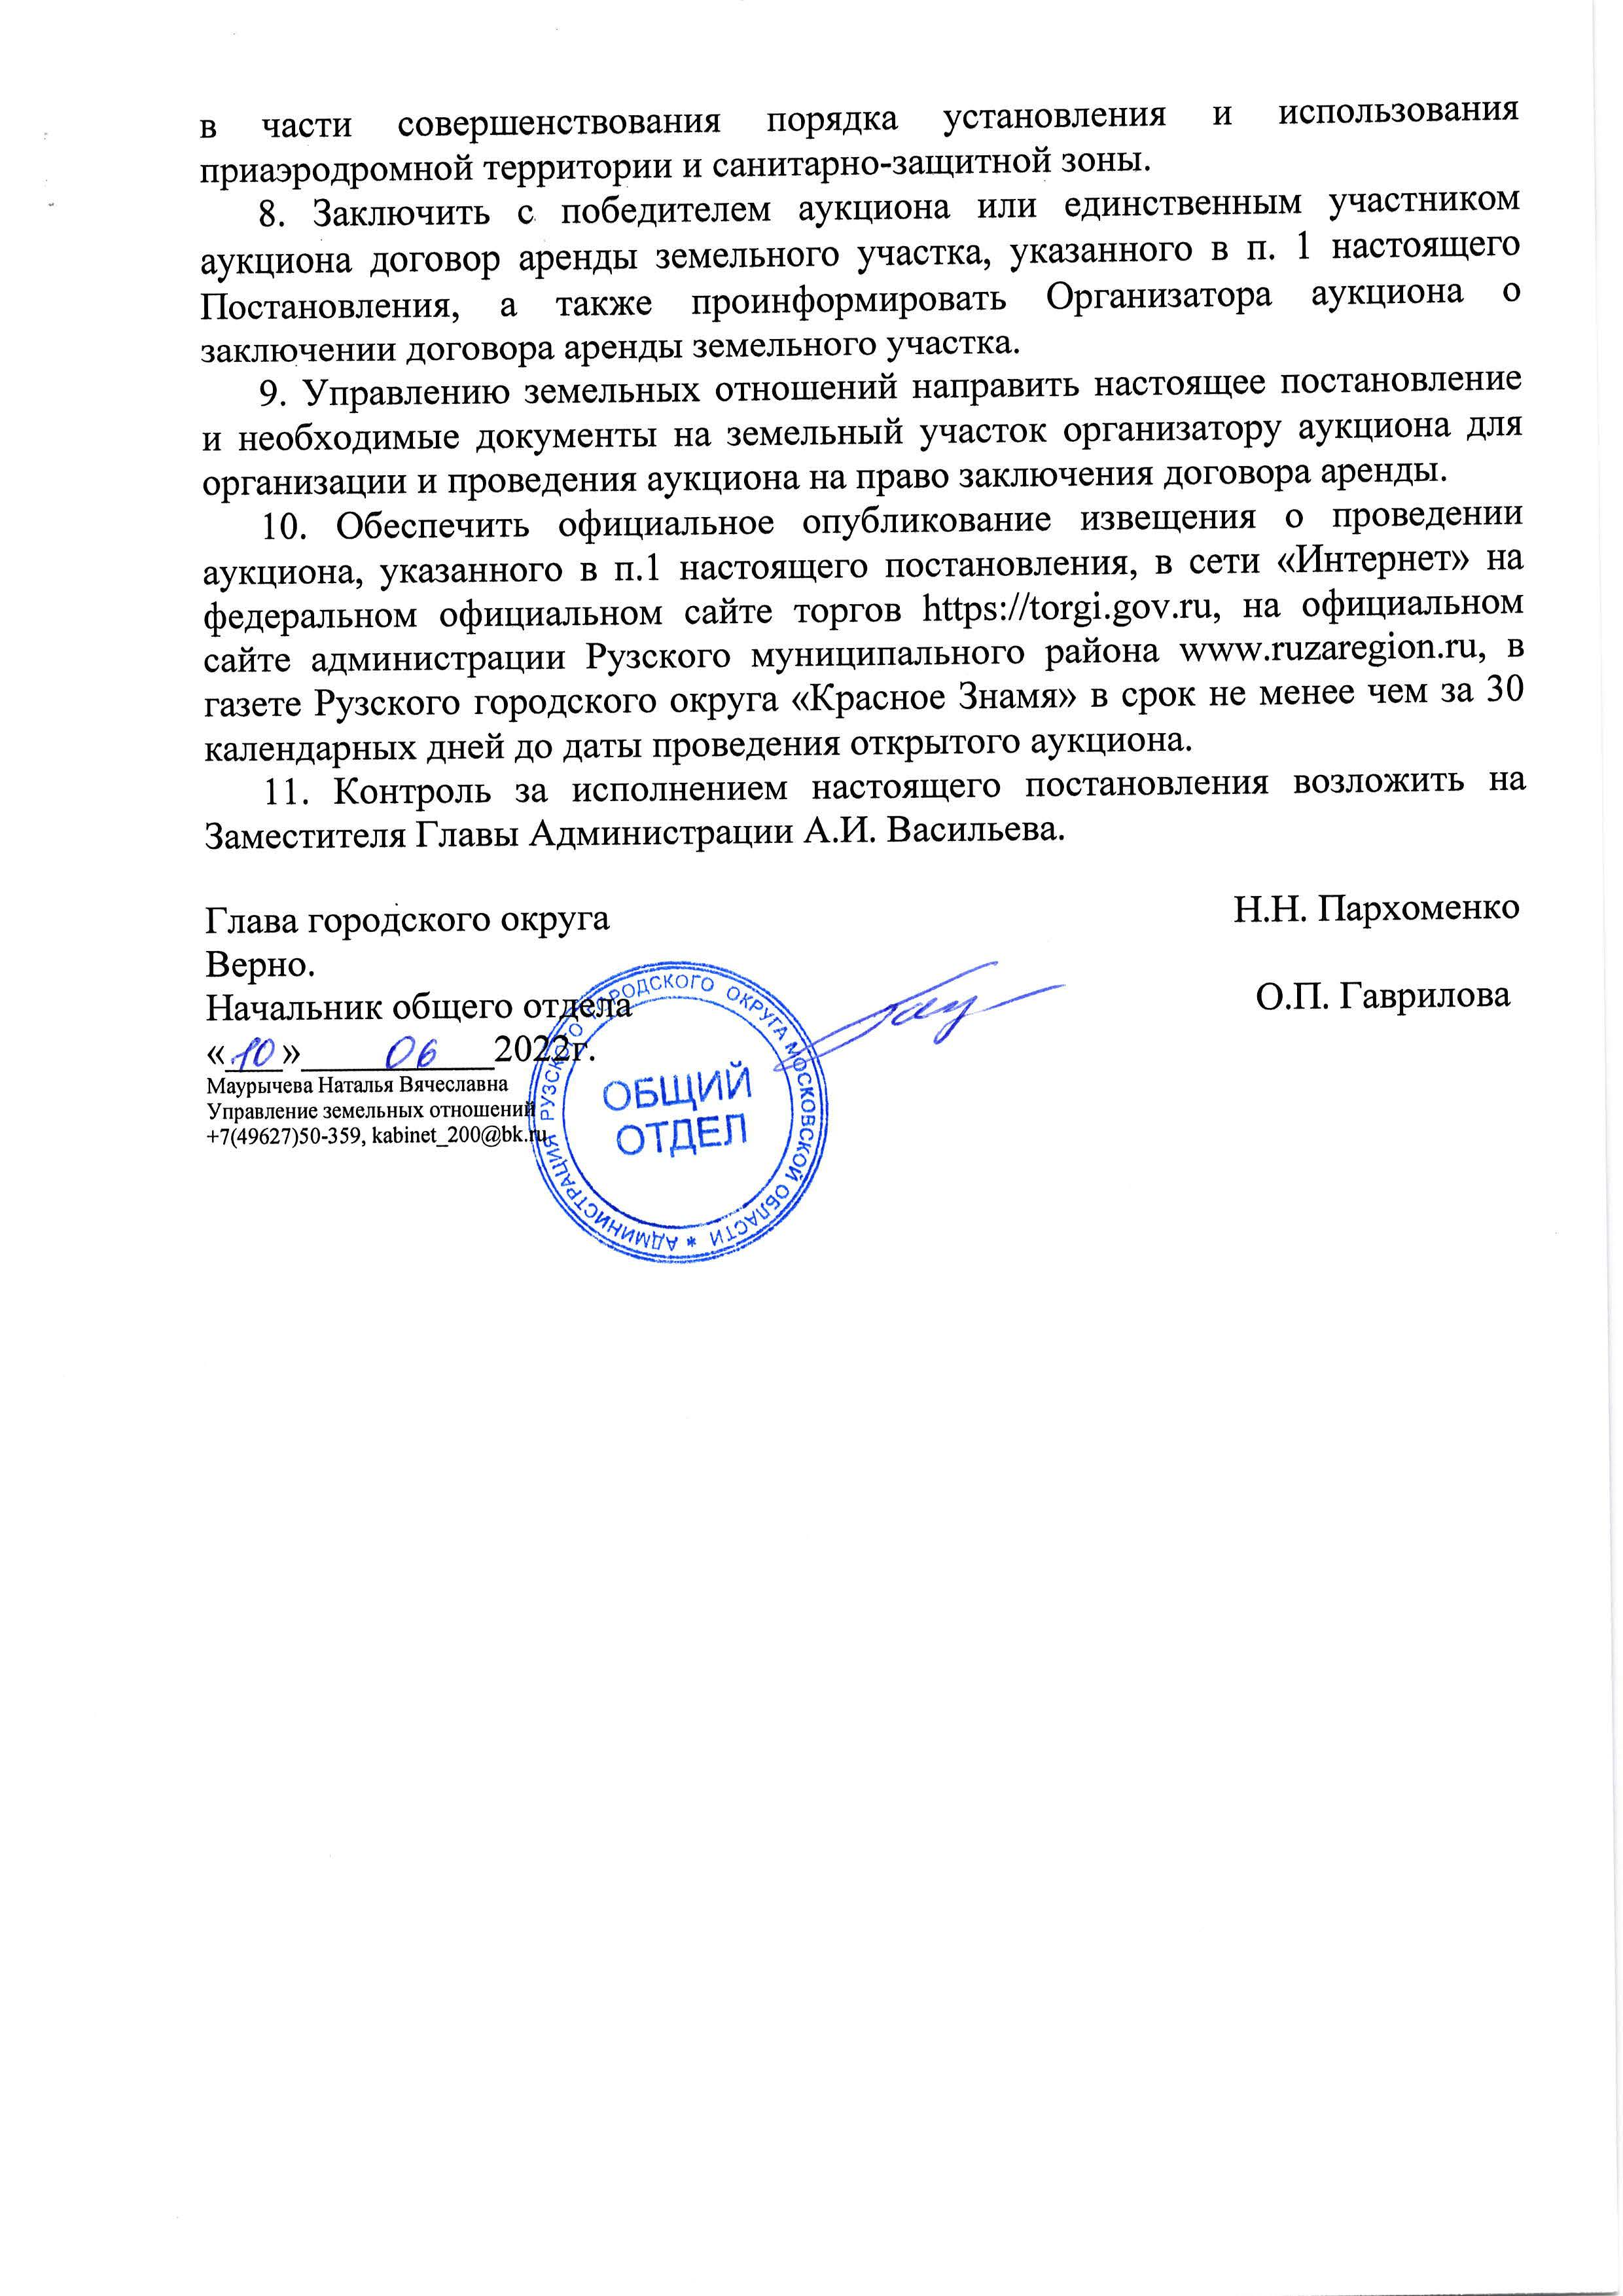 в части совершенствования порядка установления и использования
приаэродромной территории и санитарно-защитной зоны.
8. Заключить с победителем аукциона или единственным участником
аукциона договор аренды земельного участка, указанного в п. 1 настоящего
Постановления, а также проинформировать Организатора аукциона о
заключении договора аренды земельного участка.
9. Управлению земельных отношений направить настоящее постановление
и необходимые документы на земельный участок организатору аукциона для
организации и проведения аукциона на право заключения договора аренды.
10. Обеспечить официальное опубликование извещения о проведении
аукциона, указанного в п.1 настоящего постановления, в сети «Интернет» на
федеральном официальном сайте торгов https://torgi.gov.ru, на официальном
сайте администрации Рузского муниципального района www.ruzaregion.ru, в
газете Рузского городского округа «Красное Знамя» в срок не менее чем за 30
календарных дней до даты проведения открытого аукциона.
11. Контроль за исполнением настоящего постановления возложить на
Заместителя Главы Администрации А.И. Васильева.
Глава городского округа Н.Н. Пархоменко
Верно.
Начальник общего отдела О.П. Гаврилова
«10» 06 2022г.
Маурычева Наталья Вячеславна
Управление земельных отношений
+7(49627)50-359, kabinet_200@bk.ru
АДМИНИСТРАЦИЯ РУЗСКОГО ГОРОДСКОГО ОКРУГА МОСКОВСКОЙ ОБЛАСТИ *
ОБЩИЙ
ОТДЕЛ